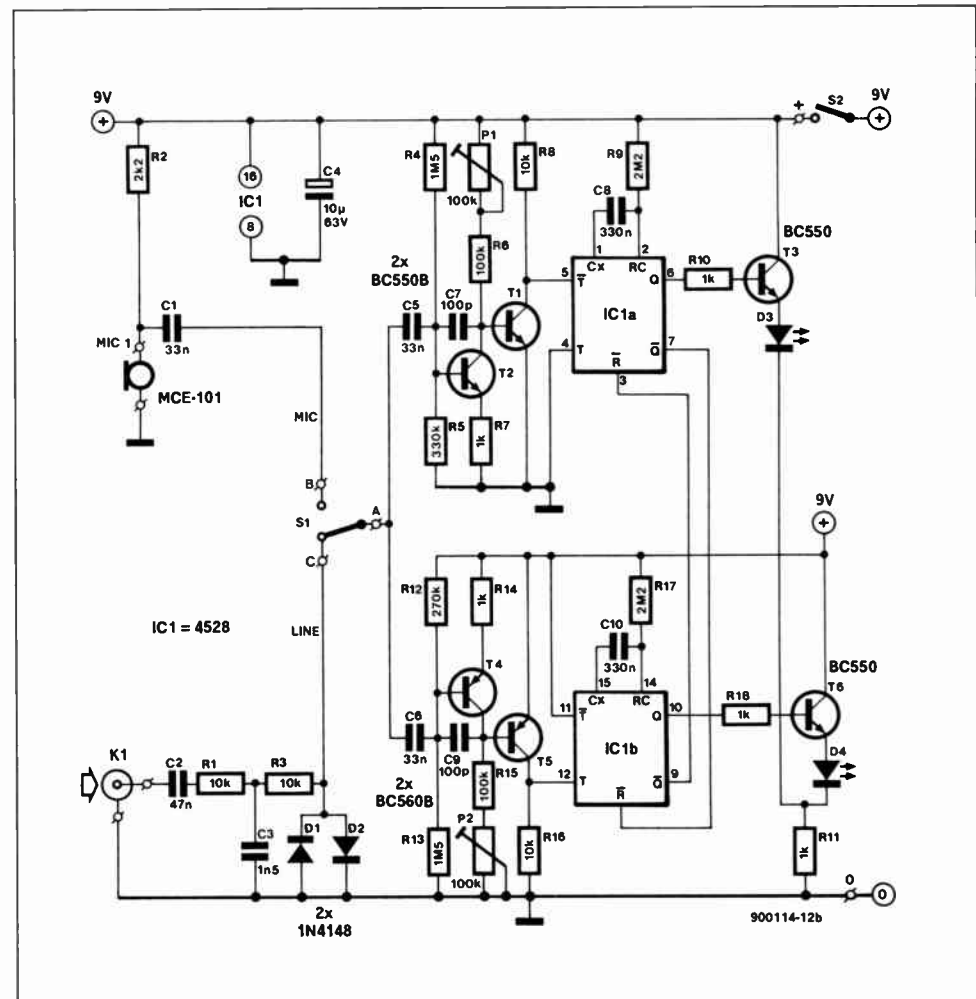 9V
+
R2
2k2
16
IC1
8
C4
10µ
63V
R4
1M5
P1
100k
R8
10k
R9
2M2
C8
330n
+
S2
9V
+
BC550
T3
R6
100k
2x
BC550B
1
2
Cx
RC
C5
33n
C7
100p
T1
5
T̅
Q
6
R10
1k
D3
IC1a
MIC 1
C1
33n
T2
4
T
R̅
Q̅
7
3
MCE-101
R5
330k
R7
1k
MIC
B
S1
A
C
9V
+
R12
270k
R14
1k
R17
2M2
IC1 = 4528
LINE
C10
330n
15
14
Cx
RC
BC550
T6
T4
11
T̅
Q
10
R18
1k
IC1b
C6
33n
C9
100p
T5
12
T
R̅
Q̅
9
D4
K1
C2
47n
R1
10k
R3
10k
2x
BC560B
R15
100k
C3
1n5
D1
D2
R13
1M5
P2
100k
R16
10k
R11
1k
0
0
2x
1N4148
900114-12b